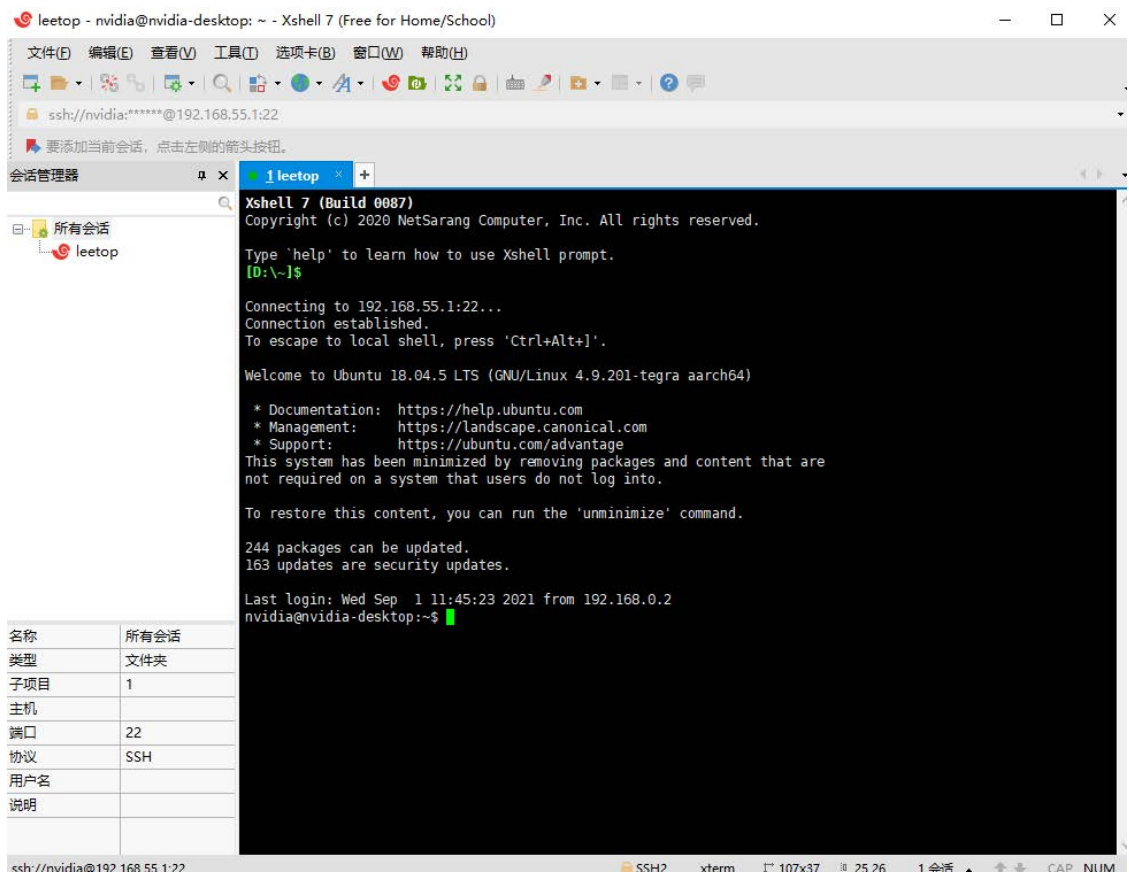 leetop - nvidia@nvidia-desktop: ~ - Xshell 7 (Free for Home/School)
文件(F) 编辑(E) 查看(V) 工具(T) 选项卡(B) 窗口(W) 帮助(H)
ssh://nvidia:******@192.168.55.1:22
要添加当前会话，点击左侧的箭头按钮。
会话管理器
1 leetop
所有会话
leetop
Xshell 7 (Build 0087)
Copyright (c) 2020 NetSarang Computer, Inc. All rights reserved.
Type `help' to learn how to use Xshell prompt.
[D:\~]$
Connecting to 192.168.55.1:22...
Connection established.
To escape to local shell, press 'Ctrl+Alt+]'.
Welcome to Ubuntu 18.04.5 LTS (GNU/Linux 4.9.201-tegra aarch64)
* Documentation: https://help.ubuntu.com
* Management: https://landscape.canonical.com
* Support: https://ubuntu.com/advantage
This system has been minimized by removing packages and content that are
not required on a system that users do not log into.
To restore this content, you can run the 'unminimize' command.
244 packages can be updated.
163 updates are security updates.
Last login: Wed Sep  1 11:45:23 2021 from 192.168.0.2
nvidia@nvidia-desktop:~$
名称 所有会话
类型 文件夹
子项目 1
主机
端口 22
协议 SSH
用户名
说明
ssh://nvidia@192.168.55.1:22 SSH2 xterm 107x37 25,26 1 会话 CAP NUM